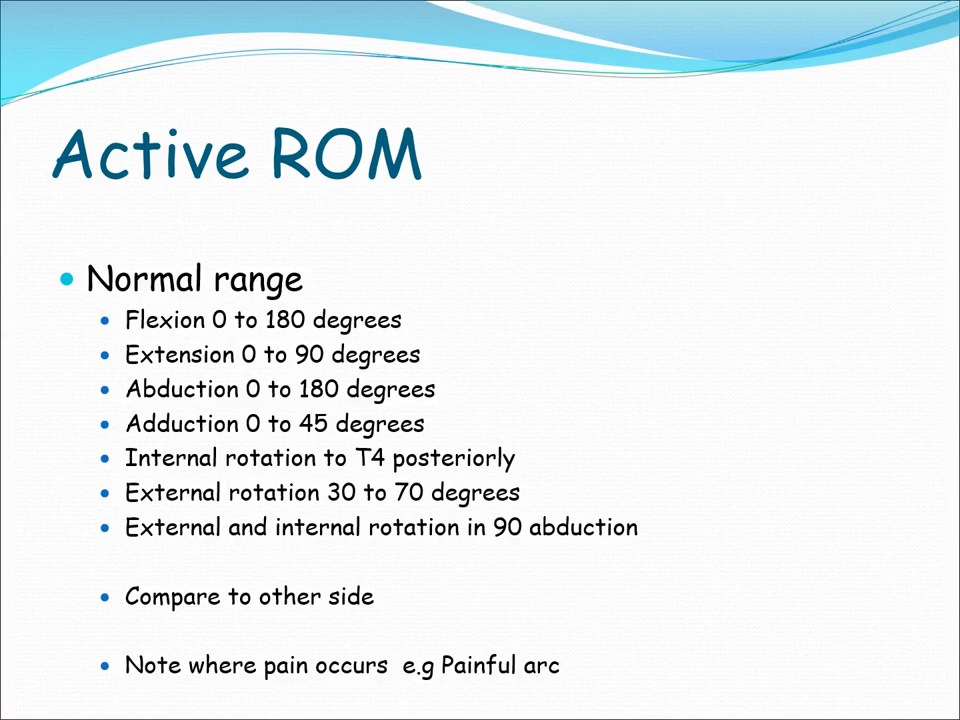 Active ROM
Normal range
Flexion 0 to 180 degrees
Extension 0 to 90 degrees
Abduction 0 to 180 degrees
Adduction 0 to 45 degrees
Internal rotation to T4 posteriorly
External rotation 30 to 70 degrees
External and internal rotation in 90 abduction
Compare to other side
Note where pain occurs  e.g Painful arc